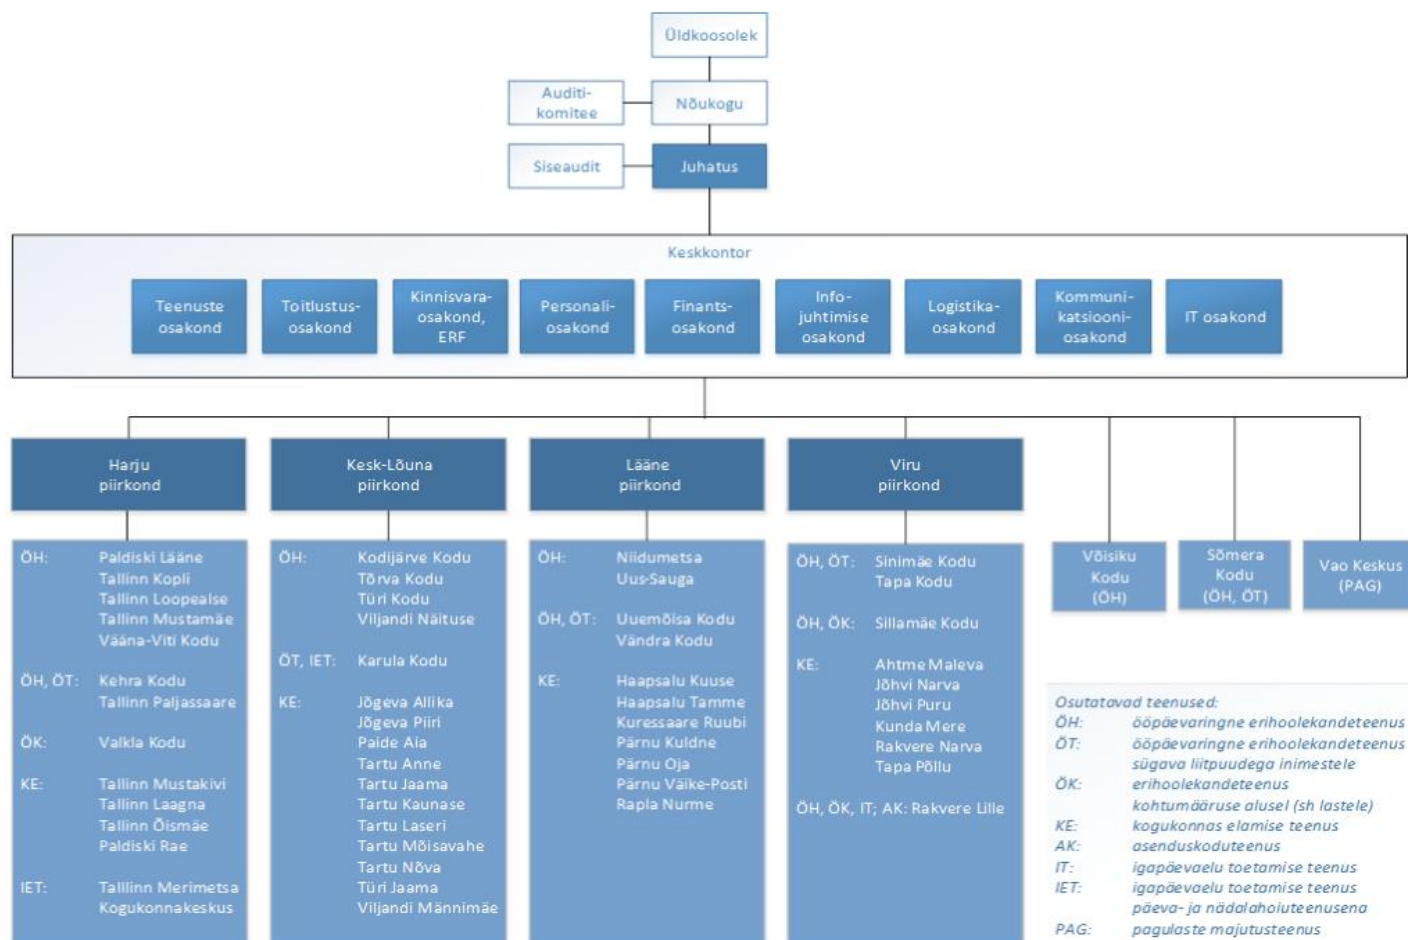 Üldkoosolek
Auditi-
komitee
Nõukogu
Siseaudit
Juhatus
Keskkontor
Teenuste
osakond
Toitlustus-
osakond
Kinnisvara-
osakond,
ERF
Personali-
osakond
Finants-
osakond
Info-
juhtimise
osakond
Logistika-
osakond
Kommuni-
katsiooni-
osakond
IT osakond
Harju
piirkond
ÖH: Paldiski Lääne
Tallinn Kopli
Tallinn Loopealse
Tallinn Mustamäe
Vääna-Viti Kodu
ÖH, ÖT: Kehra Kodu
Tallinn Paljassaare
ÖK: Valkla Kodu
KE: Tallinn Mustakivi
Tallinn Laagna
Tallinn Õismäe
Paldiski Rae
IET: Talllinn Merimetsa
Kogukonnakeskus
Kesk-Lõuna
piirkond
ÖH: Kodijärve Kodu
Tõrva Kodu
Türi Kodu
Viljandi Näituse
ÖT, IET: Karula Kodu
KE: Jõgeva Allika
Jõgeva Piiri
Paide Aia
Tartu Anne
Tartu Jaama
Tartu Kaunase
Tartu Laseri
Tartu Mõisavahe
Tartu Nõva
Türi Jaama
Viljandi Männimäe
Lääne
piirkond
ÖH: Niidumetsa
Uus-Sauga
ÖH, ÖT: Uuemõisa Kodu
Vändra Kodu
KE: Haapsalu Kuuse
Haapsalu Tamme
Kuressaare Ruubi
Pärnu Kuldne
Pärnu Oja
Pärnu Väike-Posti
Rapla Nurme
Viru
piirkond
ÖH, ÖT: Sinimäe Kodu
Tapa Kodu
ÖH, ÖK: Sillamäe Kodu
KE: Ahtme Maleva
Jõhvi Narva
Jõhvi Puru
Kunda Mere
Rakvere Narva
Tapa Põllu
ÖH, ÖK, IT; AK: Rakvere Lille
Võisiku
Kodu
(ÖH)
Sõmera
Kodu
(ÖH, ÖT)
Vao Keskus
(PAG)
Osutatavad teenused:
ÖH: ööpäevaringne erihoolekandeteenus
ÖT: ööpäevaringne erihoolekandeteenus
sügava liitpuudega inimestele
ÖK: erihoolekandeteenus
kohtumääruse alusel (sh lastele)
KE: kogukonnas elamise teenus
AK: asenduskoduteenus
IT: igapäevaelu toetamise teenus
IET: igapäevaelu toetamise teenus
päeva- ja nädalahoiuteenusena
PAG: pagulaste majutusteenus